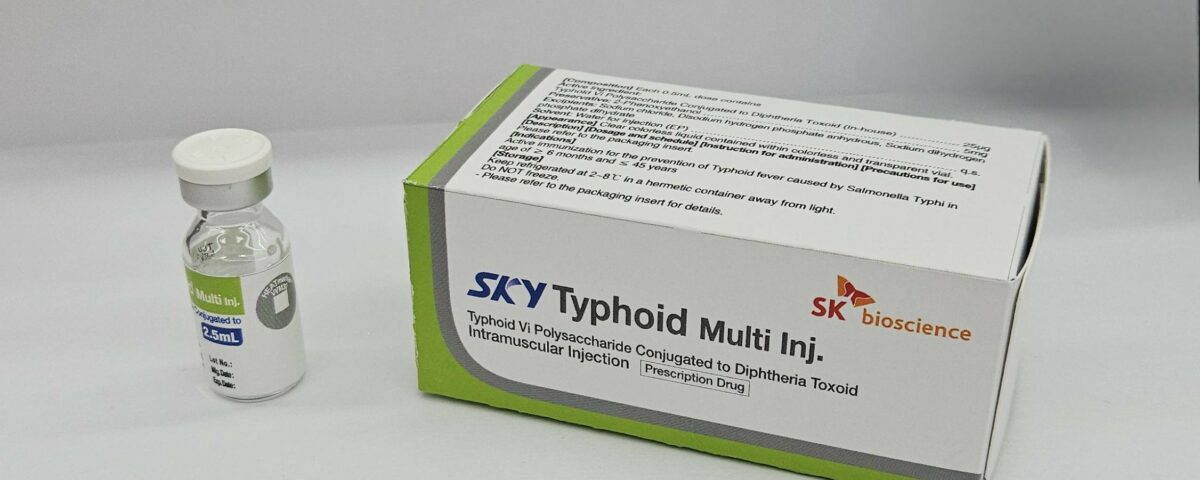 [Composition] Each 0.5mL dose contains
Active ingredient:
Typhoid Vi Polysaccharide Conjugated to Diphtheria Toxoid (In-house) .......... 25µg
Preservative: 2-Phenoxyethanol .......... 5mg
Excipients: Sodium chloride, Disodium hydrogen phosphate anhydrous, Sodium dihydrogen
phosphate dihydrate
Solvent: Water for injection (EP) .......... q.s.
[Appearance] Clear colorless liquid contained within colorless and transparent vial.
[Description] [Dosage and schedule] [Instruction for administration] [Precautions for use]
Please refer to the packaging insert.
[Indications]
Active immunization for the prevention of Typhoid fever caused by Salmonella Typhi in
age of ≥ 6 months and ≤ 45 years
[Storage]
Keep refrigerated at 2~8℃ in a hermetic container away from light.
Do NOT freeze.
- Please refer to the packaging insert for details.
SKY Typhoid Multi Inj.
Typhoid Vi Polysaccharide Conjugated to Diphtheria Toxoid
Intramuscular Injection Prescription Drug
SK bioscience
Multi Inj.
Conjugated to
2.5mL
Lot No.:
Mfg.Date:
Exp.Date: